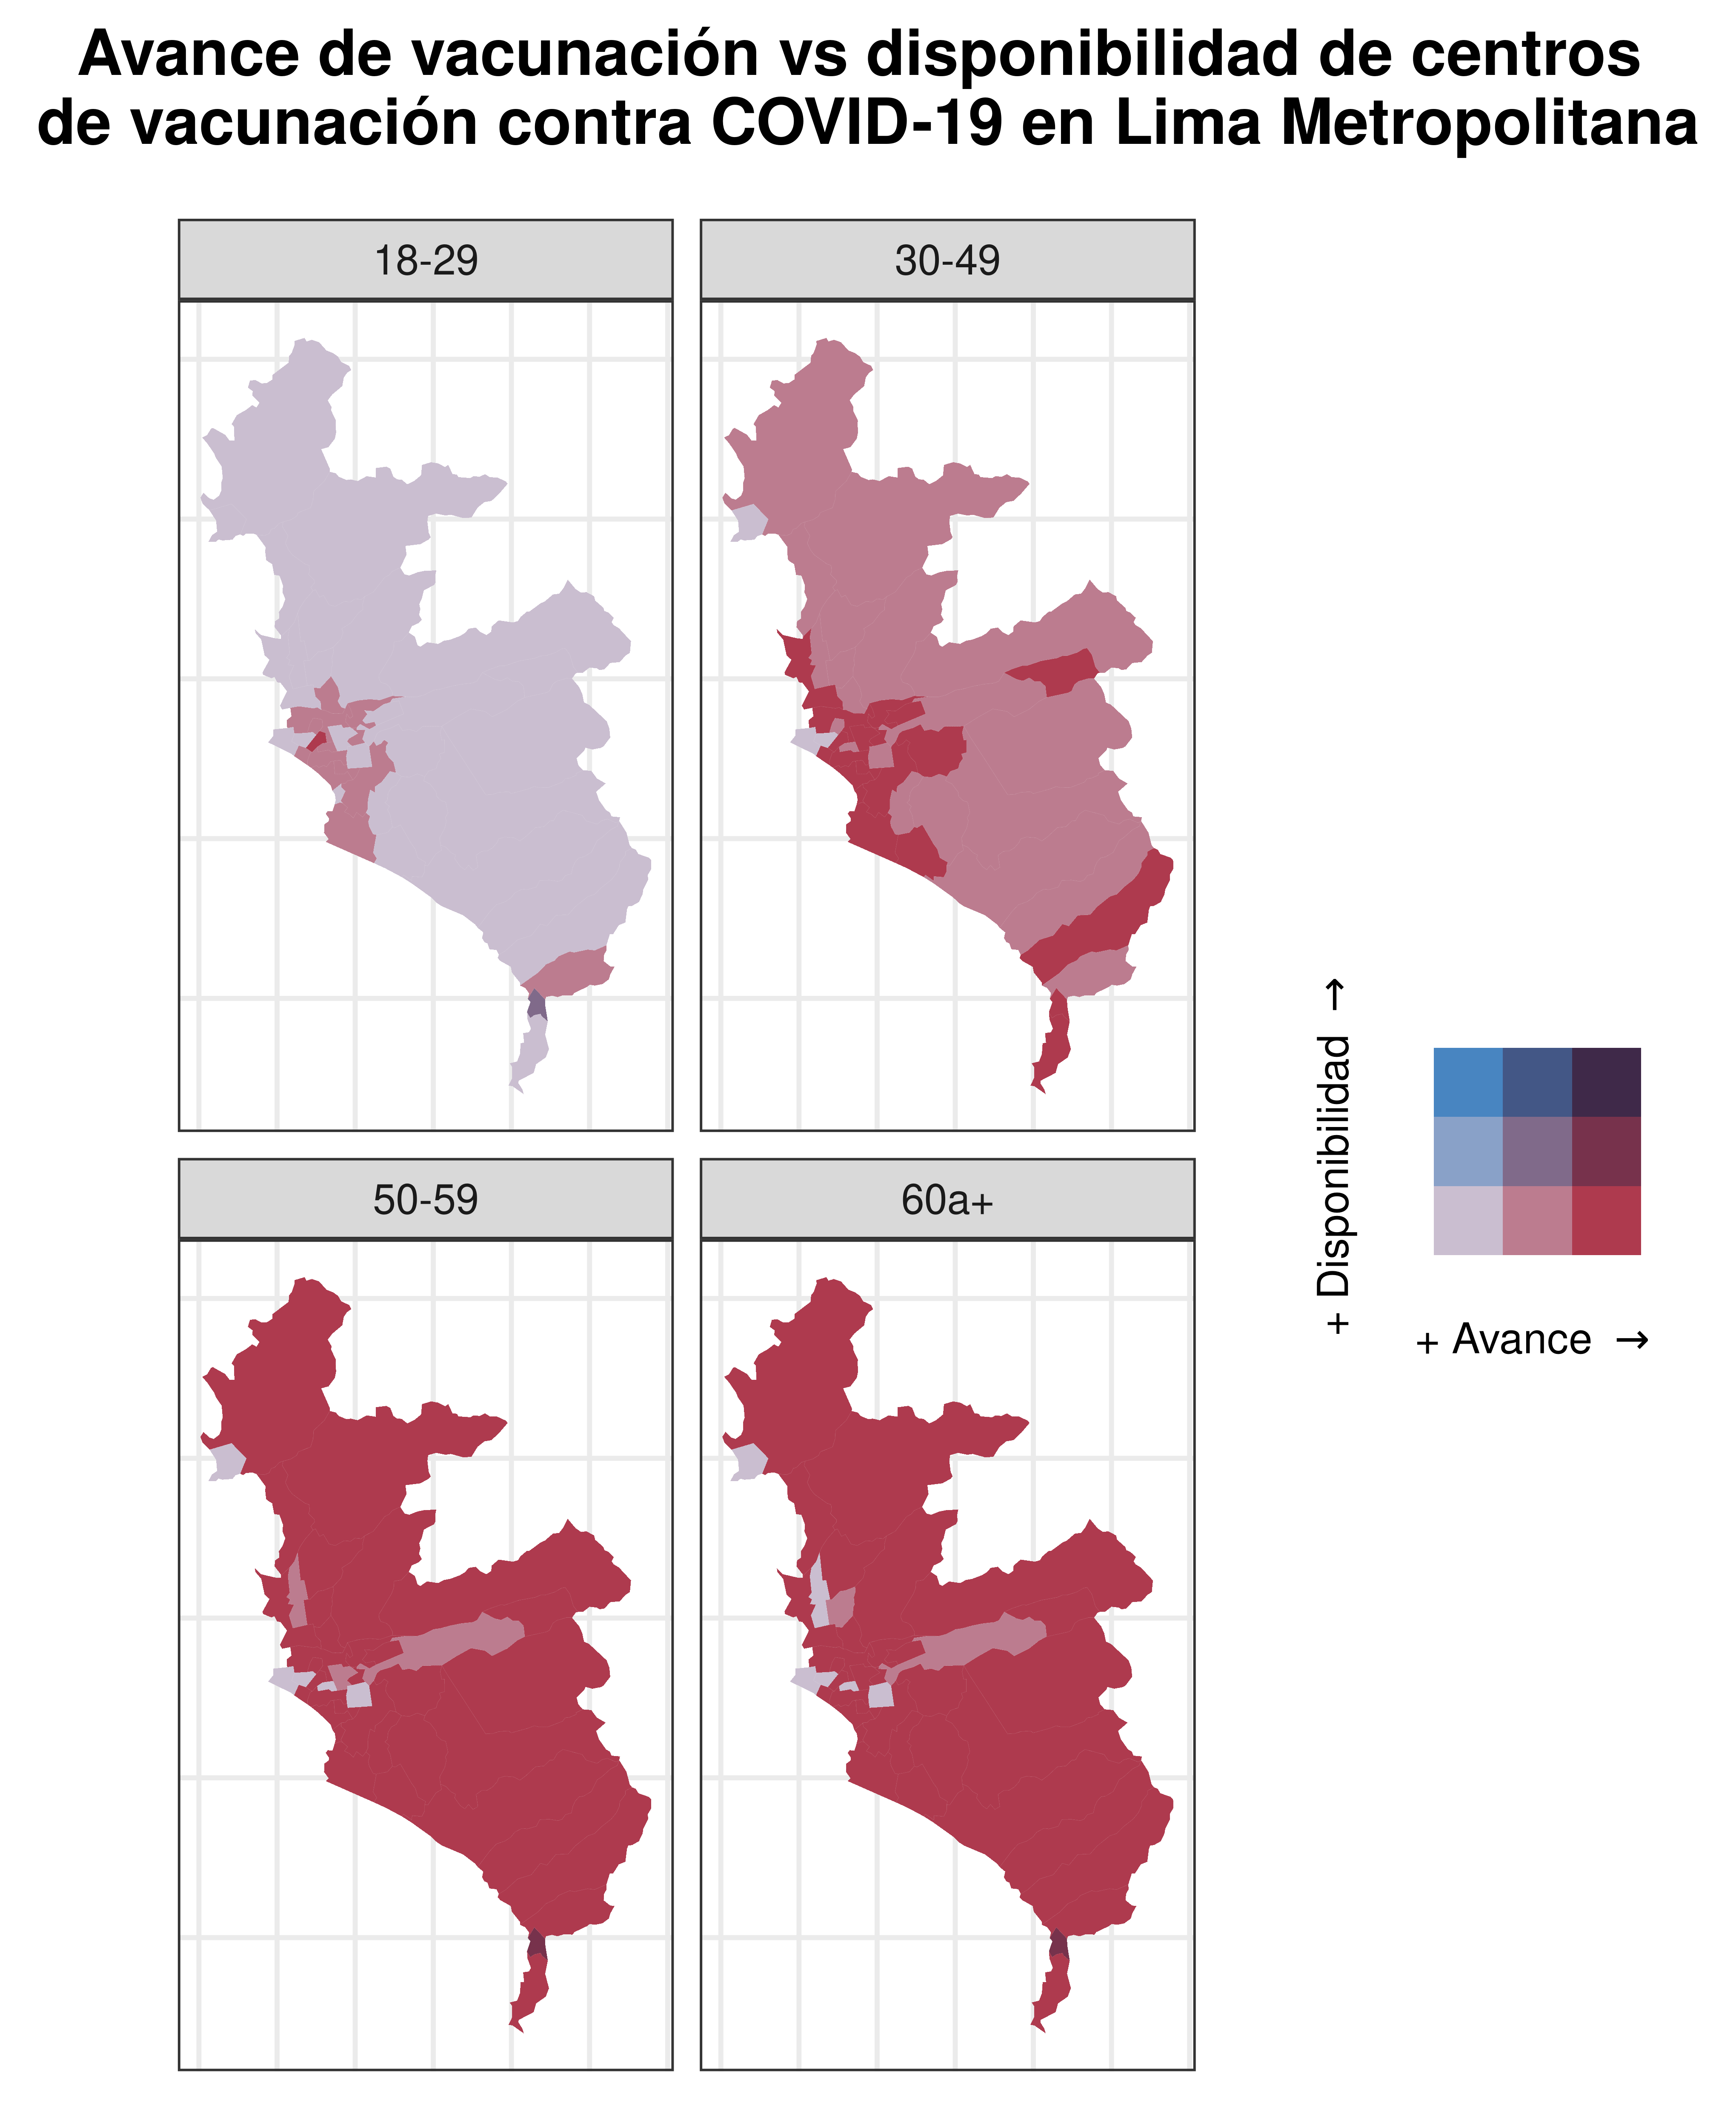 Avance de vacunación vs disponibilidad de centros
de vacunación contra COVID-19 en Lima Metropolitana
18-29
30-49
50-59
60a+
+ Disponibilidad →
+ Avance →